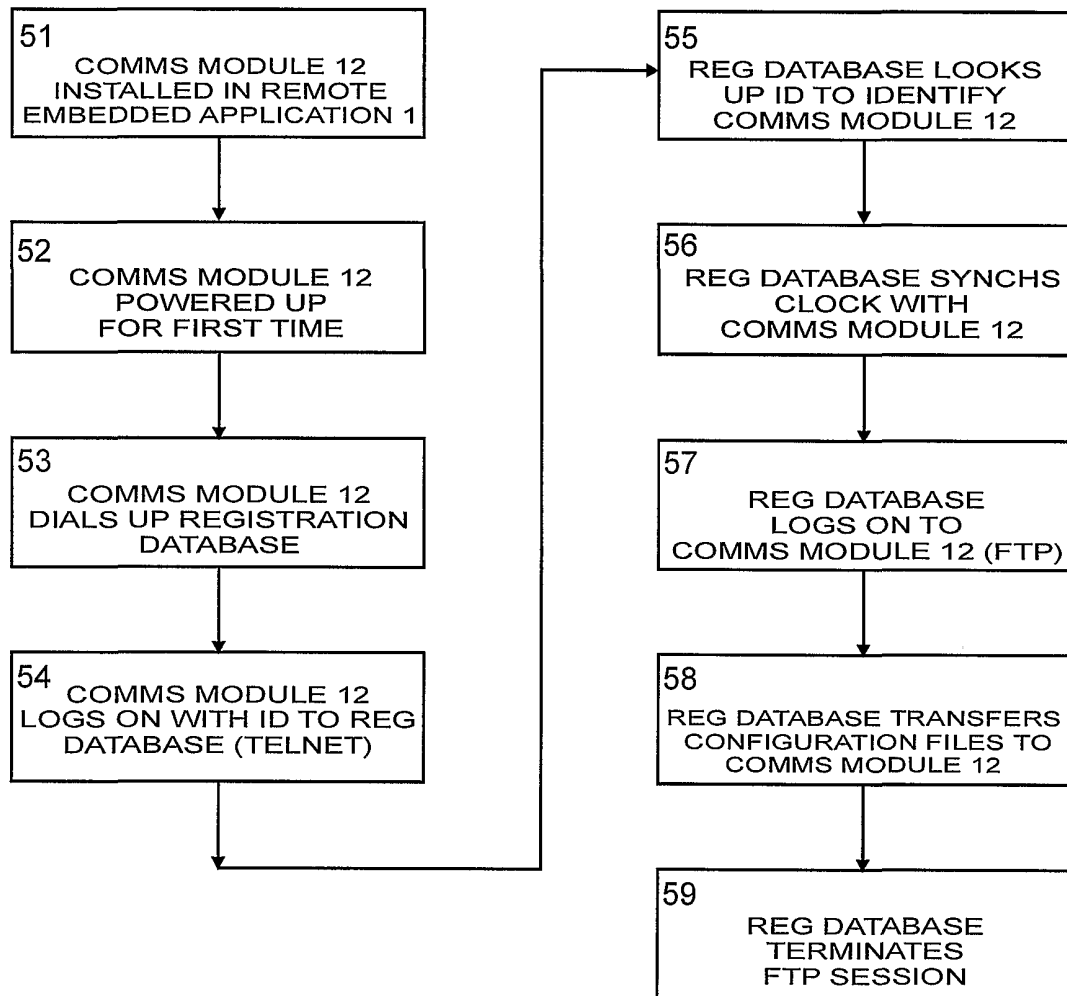 51
COMMS MODULE 12
INSTALLED IN REMOTE
EMBEDDED APPLICATION 1
52
COMMS MODULE 12
POWERED UP
FOR FIRST TIME
53
COMMS MODULE 12
DIALS UP REGISTRATION
DATABASE
54
COMMS MODULE 12
LOGS ON WITH ID TO REG
DATABASE (TELNET)
55
REG DATABASE LOOKS
UP ID TO IDENTIFY
COMMS MODULE 12
56
REG DATABASE SYNCHS
CLOCK WITH
COMMS MODULE 12
57
REG DATABASE
LOGS ON TO
COMMS MODULE 12 (FTP)
58
REG DATABASE TRANSFERS
CONFIGURATION FILES TO
COMMS MODULE 12
59
REG DATABASE
TERMINATES
FTP SESSION